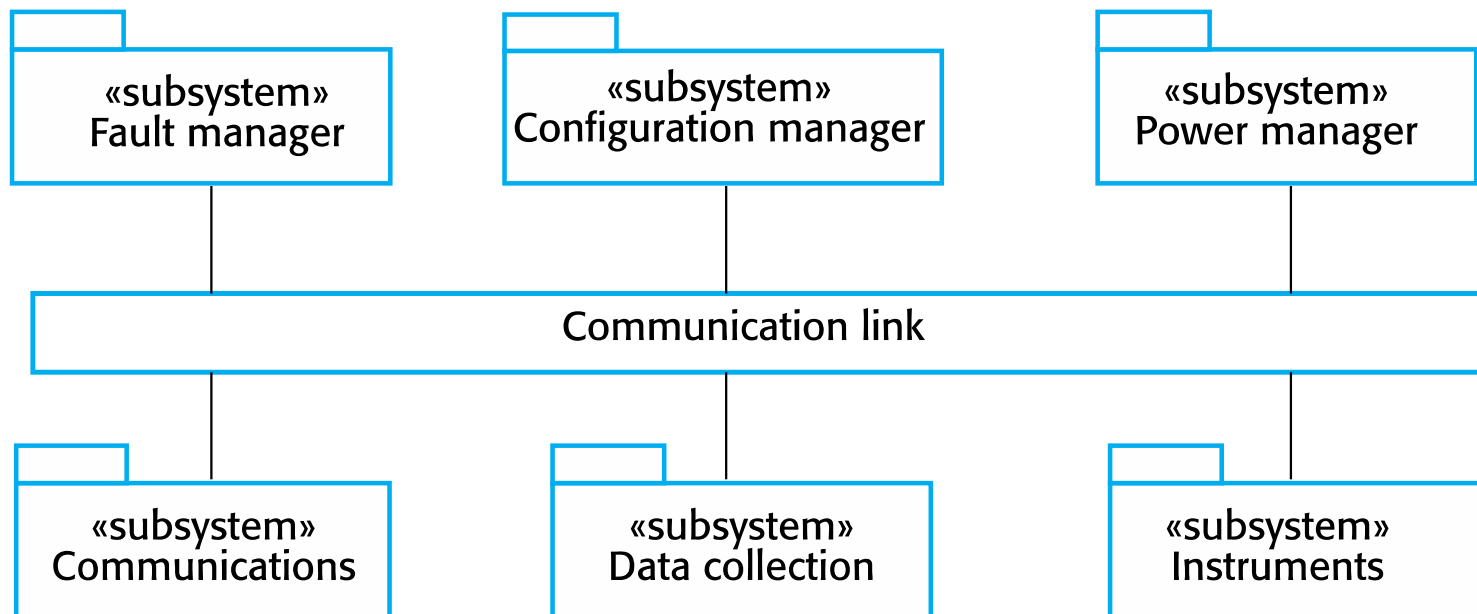 «subsystem»
Fault manager
«subsystem»
Configuration manager
«subsystem»
Power manager
Communication link
«subsystem»
Communications
«subsystem»
Data collection
«subsystem»
Instruments